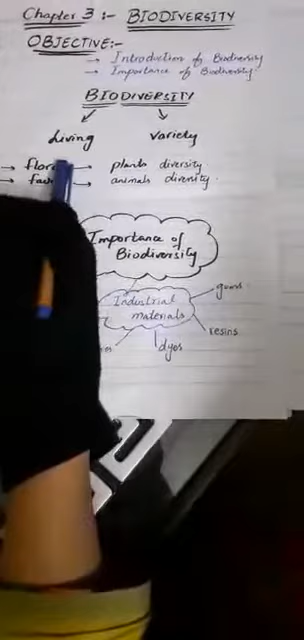 Chapter 3 :- BIODIVERSITY
OBJECTIVE:-
→ Introduction of Biodiversity
→ Importance of Biodiversity
BIODIVERSITY
Living variety
→ → plants diversity.
→ → animals diversity.
Importance of
Biodiversity
Industrial
materials
gums
resins
dyes